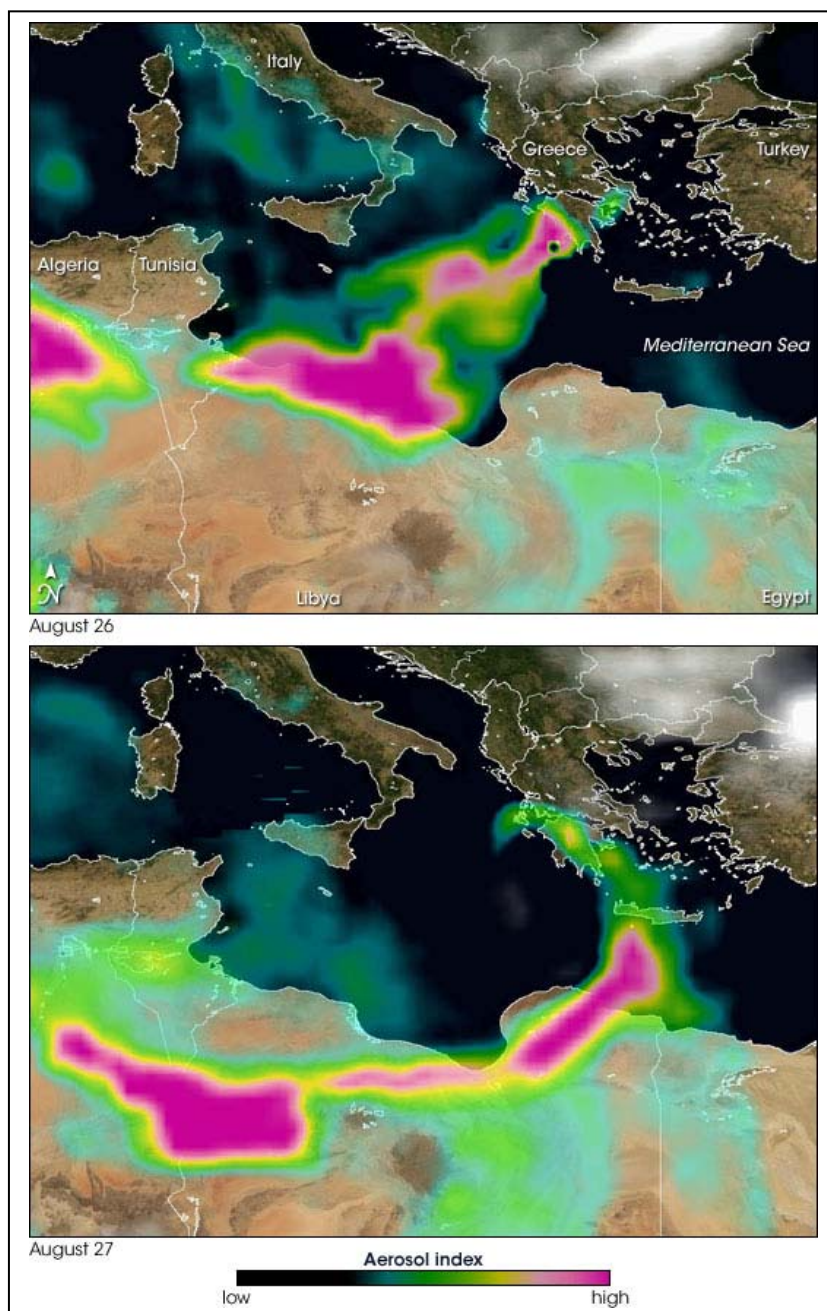 Italy
Greece
Turkey
Algeria
Tunisia
Mediterranean Sea
N
Libya
Egypt
August 26
August 27
Aerosol index
low
high